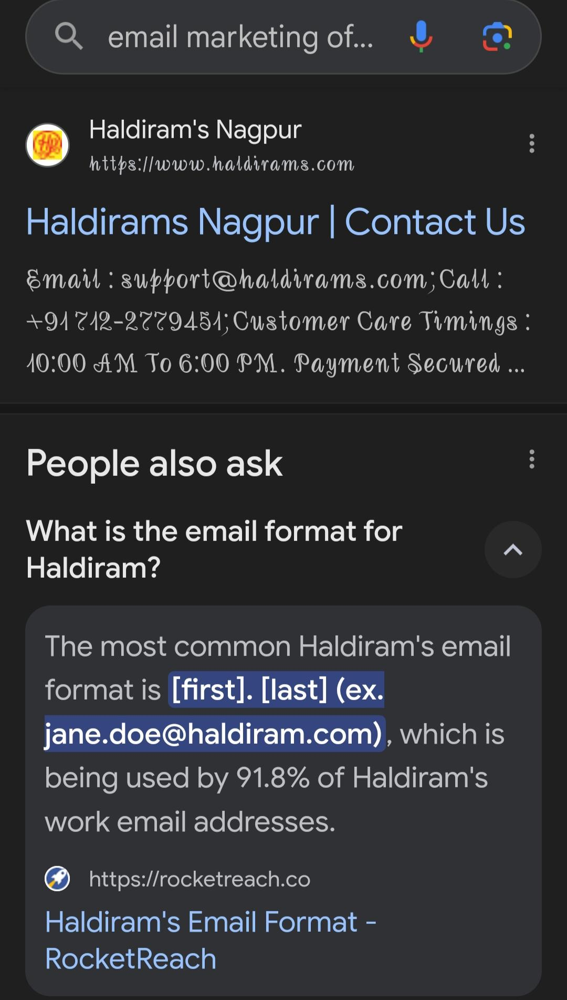 email marketing of...
Haldiram's Nagpur
https://www.haldirams.com
Haldirams Nagpur | Contact Us
Email : support@haldirams.com;Call :
+91 712-2779451;Customer Care Timings :
10:00 AM To 6:00 PM. Payment Secured ...
People also ask
What is the email format for
Haldiram?
The most common Haldiram's email
format is [first]. [last] (ex.
jane.doe@haldiram.com), which is
being used by 91.8% of Haldiram's
work email addresses.
https://rocketreach.co
Haldiram's Email Format -
RocketReach